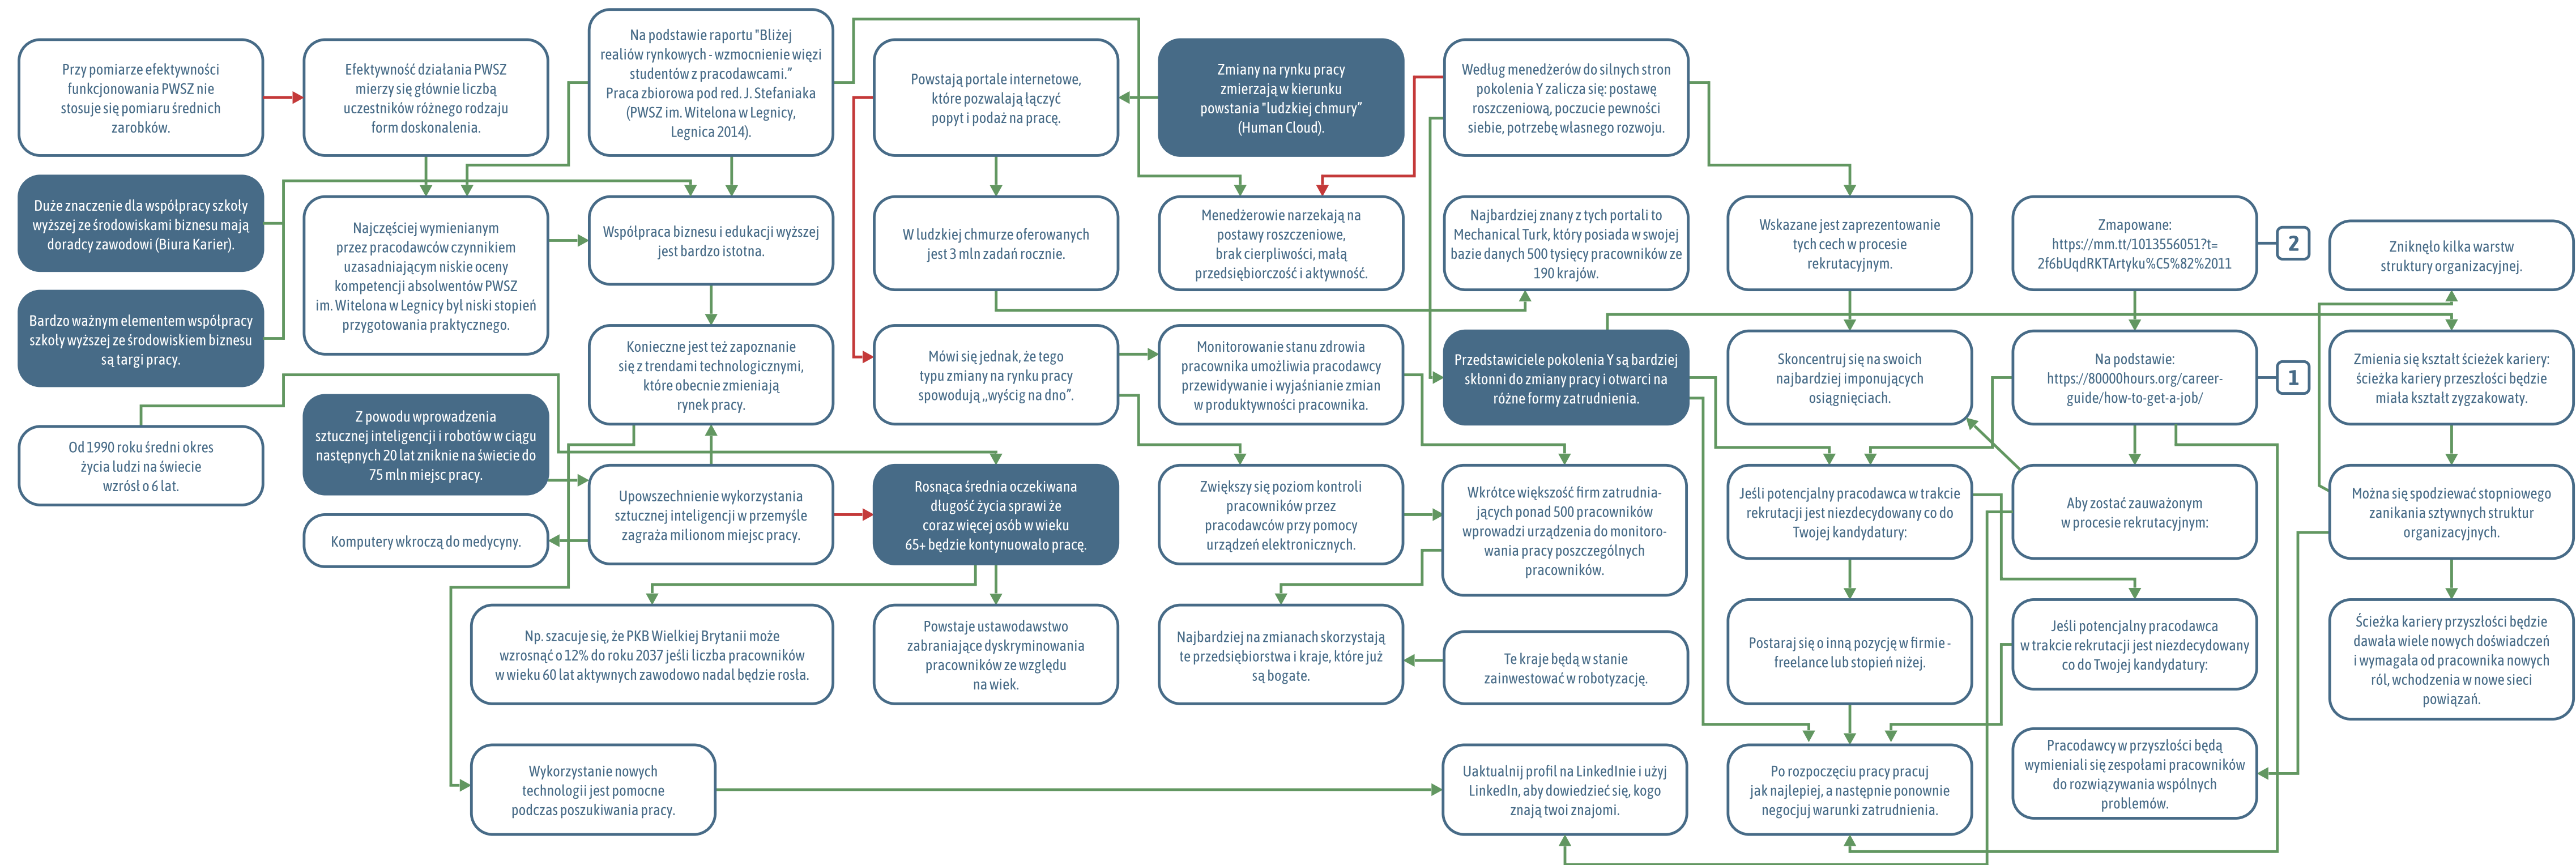 Przy pomiarze efektywności
funkcjonowania PWSZ nie
stosuje się pomiaru średnich
zarobków.
Efektywność działania PWSZ
mierzy się głównie liczbą
uczestników różnego rodzaju
form doskonalenia.
Na podstawie raportu "Bliżej
realiów rynkowych - wzmocnienie więzi
studentów z pracodawcami."
Praca zbiorowa pod red. J. Stefaniaka
(PWSZ im. Witelona w Legnicy,
Legnica 2014).
Powstają portale internetowe,
które pozwalają łączyć
popyt i podaż na pracę.
Zmiany na rynku pracy
zmierzają w kierunku
powstania "ludzkiej chmury"
(Human Cloud).
Według menedżerów do silnych stron
pokolenia Y zalicza się: postawę
roszczeniową, poczucie pewności
siebie, potrzebę własnego rozwoju.
Duże znaczenie dla współpracy szkoły
wyższej ze środowiskami biznesu mają
doradcy zawodowi (Biura Karier).
Najczęściej wymienianym
przez pracodawców czynnikiem
uzasadniającym niskie oceny
kompetencji absolwentów PWSZ
im. Witelona w Legnicy był niski stopień
przygotowania praktycznego.
Współpraca biznesu i edukacji wyższej
jest bardzo istotna.
W ludzkiej chmurze oferowanych
jest 3 mln zadań rocznie.
Menedżerowie narzekają na
postawy roszczeniowe,
brak cierpliwości, małą
przedsiębiorczość i aktywność.
Najbardziej znany z tych portali to
Mechanical Turk, który posiada w swojej
bazie danych 500 tysięcy pracowników ze
190 krajów.
Wskazane jest zaprezentowanie
tych cech w procesie
rekrutacyjnym.
Zmapowane:
https://mm.tt/1013556051?t=
2f6bUqdRKTArtyku%C5%82%2011
2
Zniknęło kilka warstw
struktury organizacyjnej.
Bardzo ważnym elementem współpracy
szkoły wyższej ze środowiskiem biznesu
są targi pracy.
Konieczne jest też zapoznanie
się z trendami technologicznymi,
które obecnie zmieniają
rynek pracy.
Mówi się jednak, że tego
typu zmiany na rynku pracy
spowodują „wyścig na dno”.
Monitorowanie stanu zdrowia
pracownika umożliwia pracodawcy
przewidywanie i wyjaśnianie zmian
w produktywności pracownika.
Przedstawiciele pokolenia Y są bardziej
skłonni do zmiany pracy i otwarci na
różne formy zatrudnienia.
Skoncentruj się na swoich
najbardziej imponujących
osiągnięciach.
Na podstawie:
https://80000hours.org/career-
guide/how-to-get-a-job/
1
Zmienia się kształt ścieżek kariery:
ścieżka kariery przeszłości będzie
miała kształt zygzakowaty.
Od 1990 roku średni okres
życia ludzi na świecie
wzrósł o 6 lat.
Z powodu wprowadzenia
sztucznej inteligencji i robotów w ciągu
następnych 20 lat zniknie na świecie do
75 mln miejsc pracy.
Komputery wkroczą do medycyny.
Upowszechnienie wykorzystania
sztucznej inteligencji w przemyśle
zagraża milionom miejsc pracy.
Rosnąca średnia oczekiwana
długość życia sprawi że
coraz więcej osób w wieku
65+ będzie kontynuowało pracę.
Zwiększy się poziom kontroli
pracowników przez
pracodawców przy pomocy
urządzeń elektronicznych.
Wkrótce większość firm zatrudnia-
jących ponad 500 pracowników
wprowadzi urządzenia do monitoro-
wania pracy poszczególnych
pracowników.
Jeśli potencjalny pracodawca w trakcie
rekrutacji jest niezdecydowany co do
Twojej kandydatury:
Aby zostać zauważonym
w procesie rekrutacyjnym:
Można się spodziewać stopniowego
zanikania sztywnych struktur
organizacyjnych.
Np. szacuje się, że PKB Wielkiej Brytanii może
wzrosnąć o 12% do roku 2037 jeśli liczba pracowników
w wieku 60 lat aktywnych zawodowo nadal będzie rosła.
Powstaje ustawodawstwo
zabraniające dyskryminowania
pracowników ze względu
na wiek.
Najbardziej na zmianach skorzystają
te przedsiębiorstwa i kraje, które już
są bogate.
Te kraje będą w stanie
zainwestować w robotyzację.
Postaraj się o inną pozycję w firmie -
freelance lub stopień niżej.
Jeśli potencjalny pracodawca
w trakcie rekrutacji jest niezdecydowany
co do Twojej kandydatury:
Ścieżka kariery przyszłości będzie
dawała wiele nowych doświadczeń
i wymagała od pracownika nowych
ról, wchodzenia w nowe sieci
powiązań.
Wykorzystanie nowych
technologii jest pomocne
podczas poszukiwania pracy.
Uaktualnij profil na LinkedInie i użyj
LinkedIn, aby dowiedzieć się, kogo
znają twoi znajomi.
Po rozpoczęciu pracy pracuj
jak najlepiej, a następnie ponownie
negocjuj warunki zatrudnienia.
Pracodawcy w przyszłości będą
wymieniali się zespołami pracowników
do rozwiązywania wspólnych
problemów.